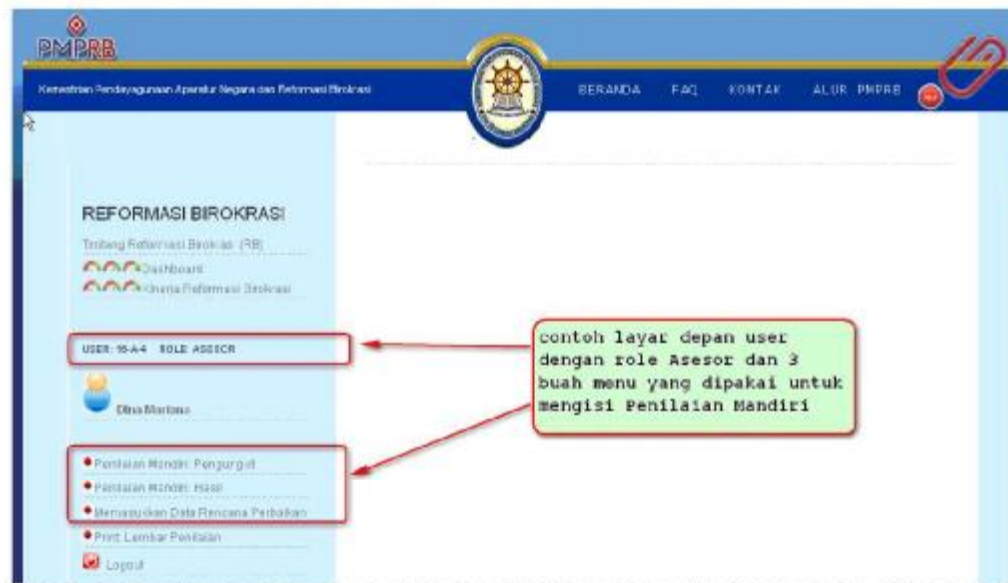 PMPRB
Kementrian Pendayagunaan Aparatur Negara dan Reformasi Birokrasi
BERANDA FAQ KONTAK ALUR PMPRB
REFORMASI BIROKRASI
Tentang Reformasi Birokrasi (RB)
Dashboard
Kinerja Reformasi Birokrasi
USER: 16-A-4 ROLE: ASESOR
Dina Mariana
contoh layar depan user
dengan role Asesor dan 3
buah menu yang dipakai untuk
mengisi Penilaian Mandiri
Penilaian Mandiri: Pengungkit
Penilaian Mandiri: Hasil
Memasukkan Data Rencana Perbaikan
Print Lembar Penilaian
Logout